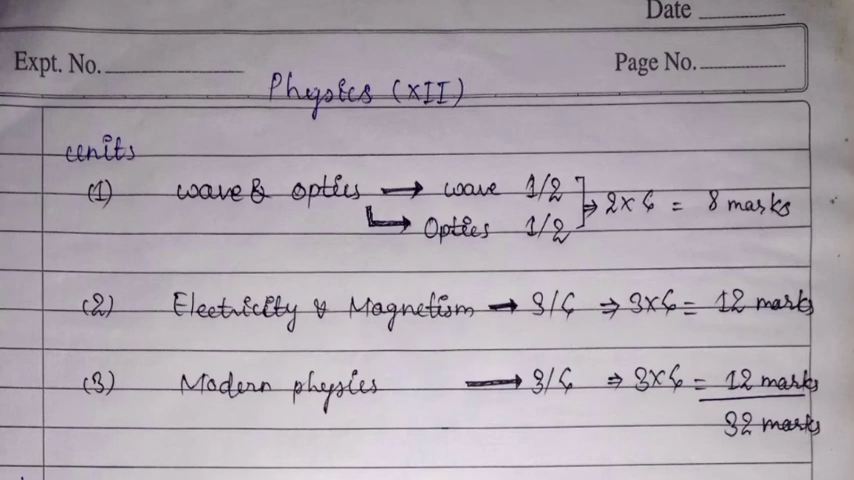 Date
Expt. No.
Page No.
Physics (XII)
units
(1) wave & optics → wave 1/2 ⇒ 2×4 = 8 marks
↳ Optics 1/2
(2) Electricity & Magnetism → 3/4 ⇒ 3×4 = 12 marks
(3) Modern physics → 3/4 ⇒ 3×4 = 12 marks
32 marks